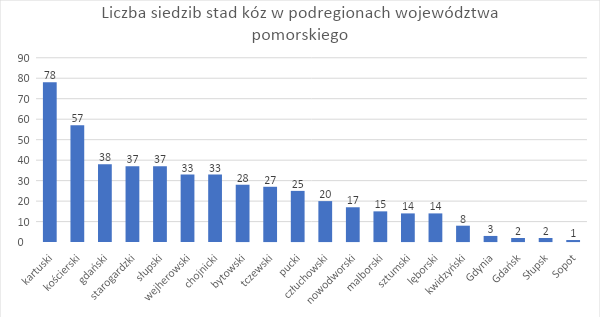 Liczba siedzib stad kóz w podregionach województwa
pomorskiego
90
80
70
60
50
40
30
20
10
0
78
57
38
37
37
33
33
28
27
25
20
17
15
14
14
8
3
2
2
1
kartuski
kościerski
gdański
starogardzki
słupski
wejherowski
chojnicki
bytowski
tczewski
pucki
człuchowski
nowodworski
malborski
sztumski
lęborski
kwidzyński
Gdynia
Gdańsk
Słupsk
Sopot